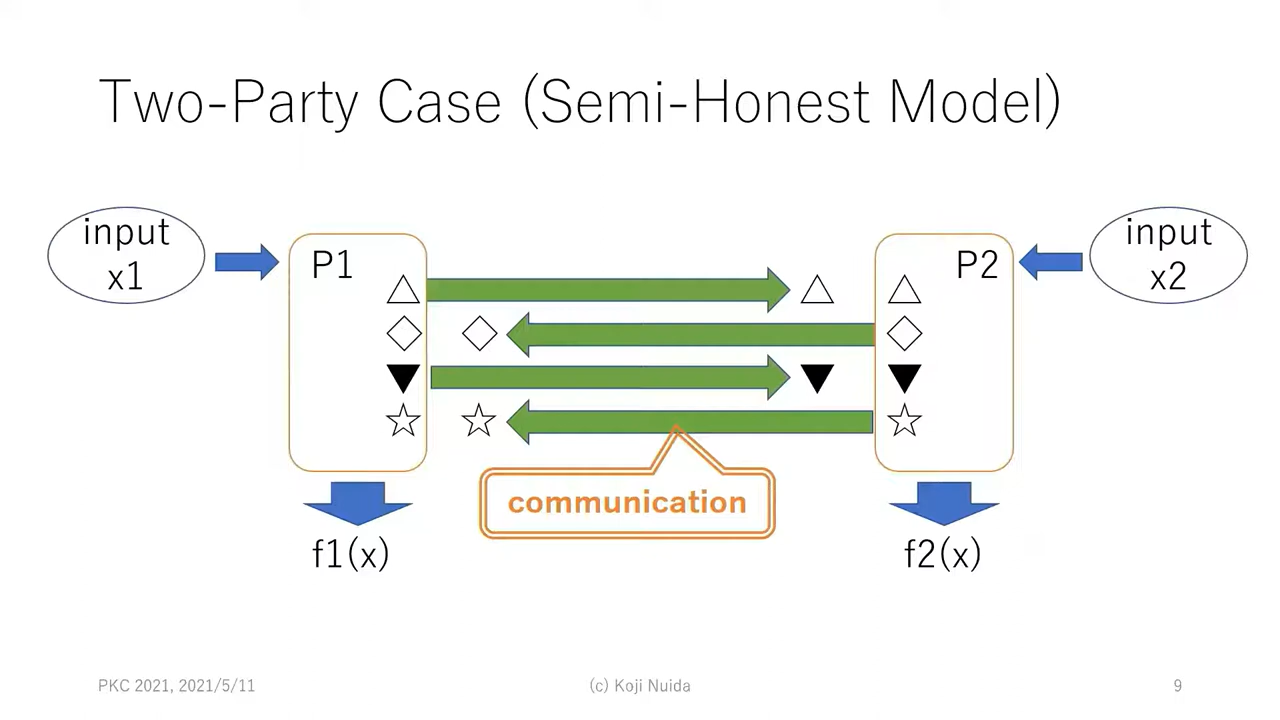 Two-Party Case (Semi-Honest Model)
input
x1
P1
P2
input
x2
communication
f1(x)
f2(x)
PKC 2021, 2021/5/11
(c) Koji Nuida
9